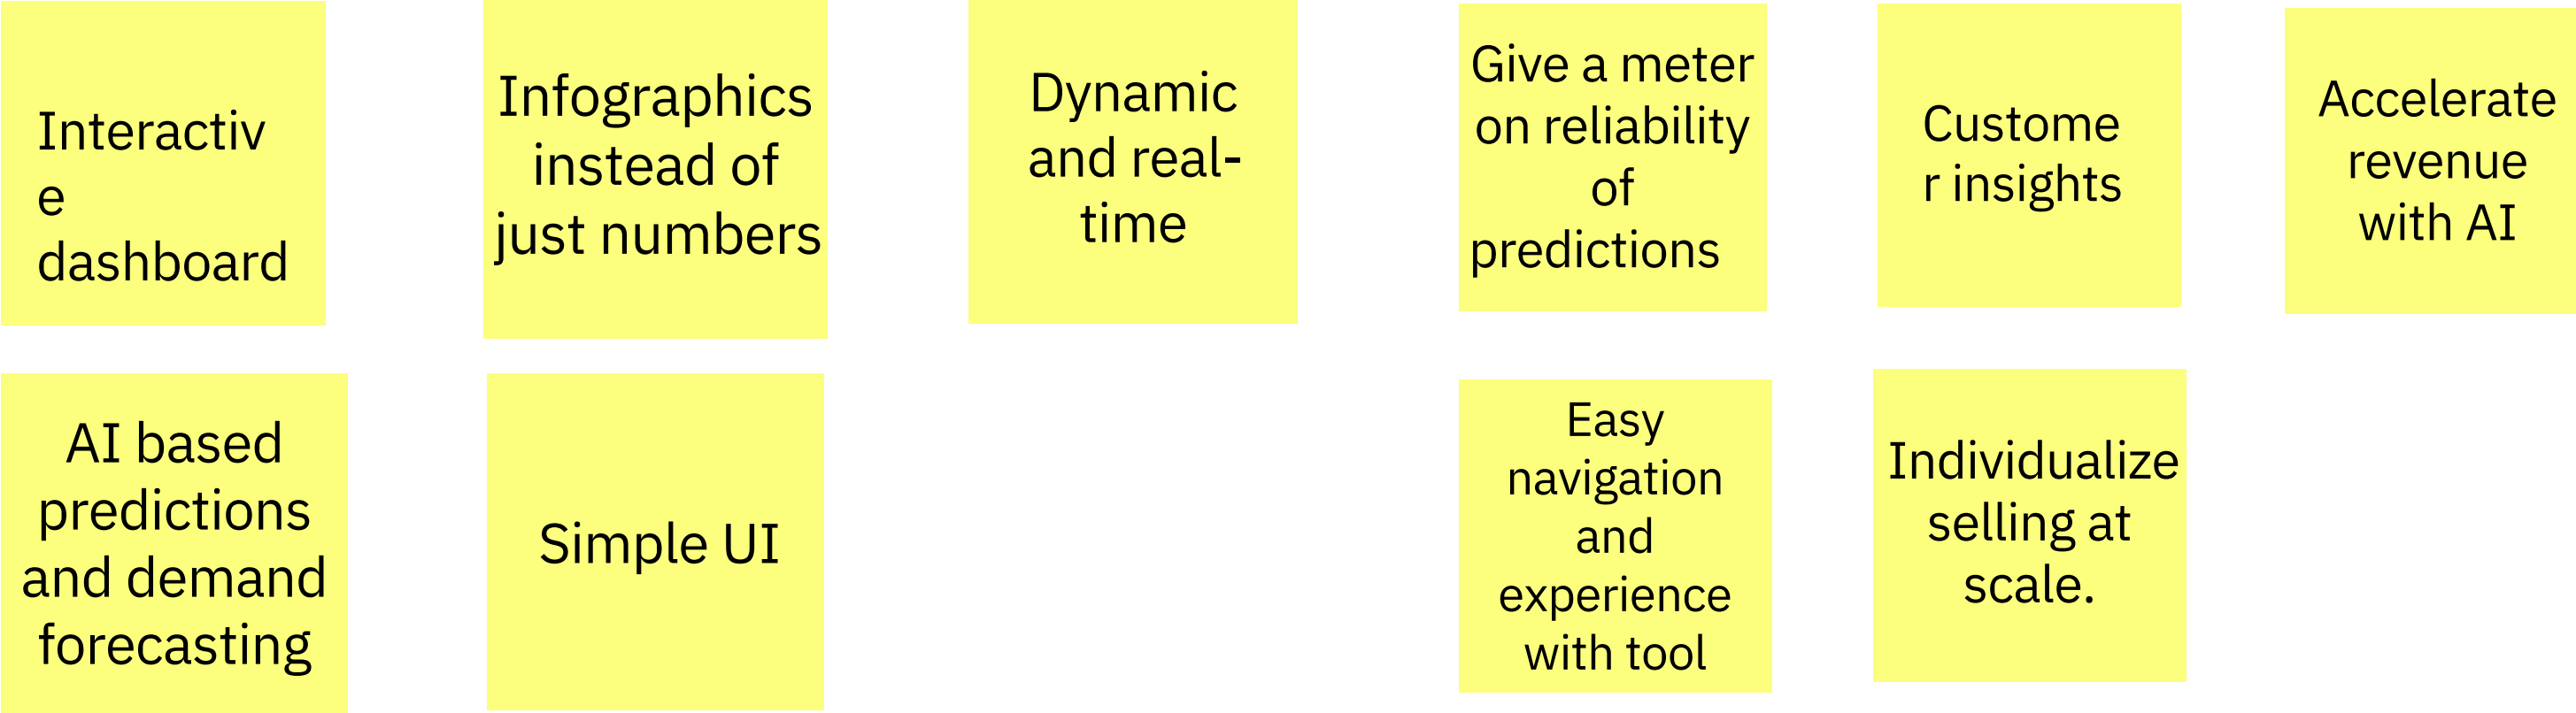 Interactiv
e
dashboard
Infographics
instead of
just numbers
Dynamic
and real-
time
Give a meter
on reliability
of
predictions
Custome
r insights
Accelerate
revenue
with AI
AI based
predictions
and demand
forecasting
Simple UI
Easy
navigation
and
experience
with tool
Individualize
selling at
scale.